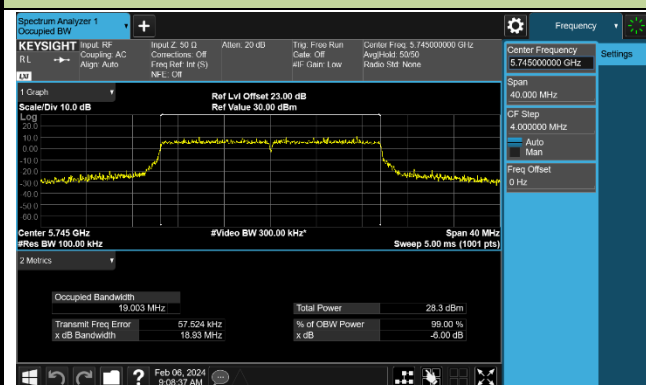 Spectrum Analyzer 1
Occupied BW
Frequency
KEYSIGHT
RL
LXI
Input: RF
Coupling: AC
Align: Auto
Input Z: 50 Ω
Corrections: Off
Freq Ref: Int (S)
NFE: Off
Atten: 20 dB
Trig: Free Run
Gate: Off
#IF Gain: Low
Center Freq: 5.745000000 GHz
Avg|Hold: 50/50
Radio Std: None
Center Frequency
5.745000000 GHz
Settings
Span
40.000 MHz
CF Step
4.000000 MHz
Auto
Man
Freq Offset
0 Hz
1 Graph
Scale/Div 10.0 dB
Ref Lvl Offset 23.00 dB
Ref Value 30.00 dBm
Log
20.0
10.0
0.00
-10.0
-20.0
-30.0
-40.0
-50.0
-60.0
Center 5.745 GHz
#Res BW 100.00 kHz
#Video BW 300.00 kHz*
Span 40 MHz
Sweep 5.00 ms (1001 pts)
2 Metrics
Occupied Bandwidth
19.003 MHz
Total Power 28.3 dBm
Transmit Freq Error 57.524 kHz
% of OBW Power 99.00 %
x dB Bandwidth 18.93 MHz
x dB -6.00 dB
?
Feb 06, 2024
9:08:37 AM